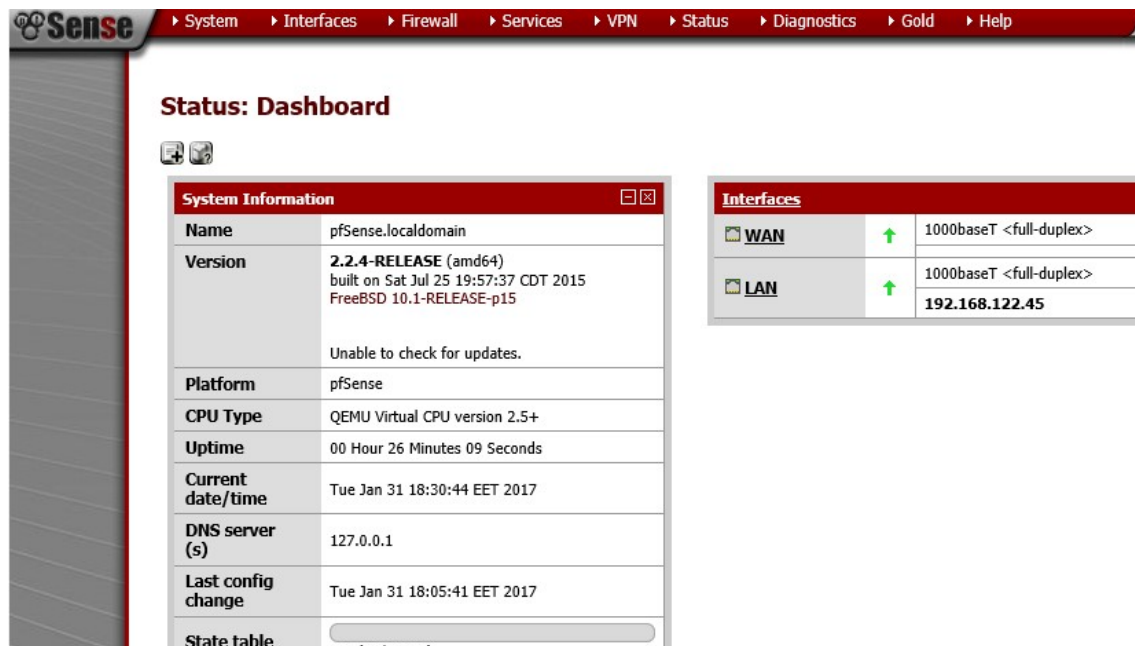 Sense
System Interfaces Firewall Services VPN Status Diagnostics Gold Help
Status: Dashboard
System Information
Name pfSense.localdomain
Version 2.2.4-RELEASE (amd64)
built on Sat Jul 25 19:57:37 CDT 2015
FreeBSD 10.1-RELEASE-p15
Unable to check for updates.
Platform pfSense
CPU Type QEMU Virtual CPU version 2.5+
Uptime 00 Hour 26 Minutes 09 Seconds
Current
date/time
Tue Jan 31 18:30:44 EET 2017
DNS server
(s)
127.0.0.1
Last config
change
Tue Jan 31 18:05:41 EET 2017
State table
Interfaces
WAN 1000baseT <full-duplex>
LAN 1000baseT <full-duplex>
192.168.122.45